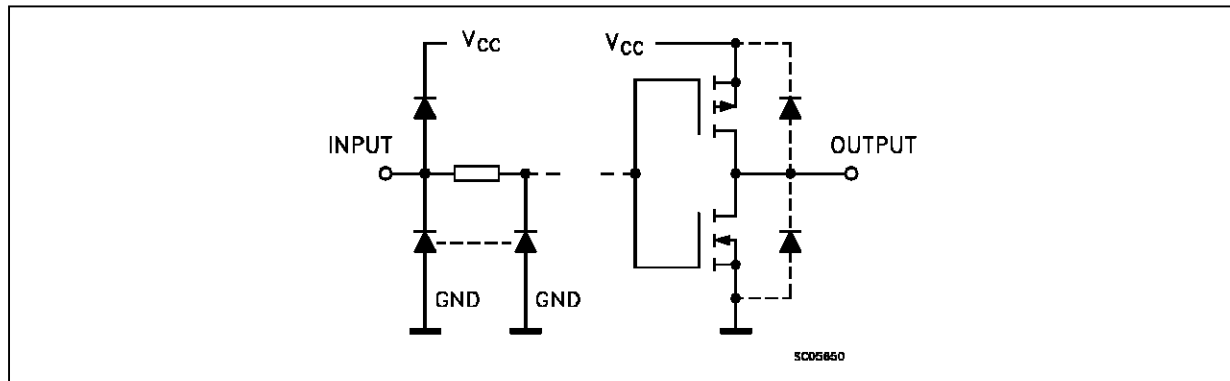 VCC
VCC
INPUT
OUTPUT
GND
GND
SC05650